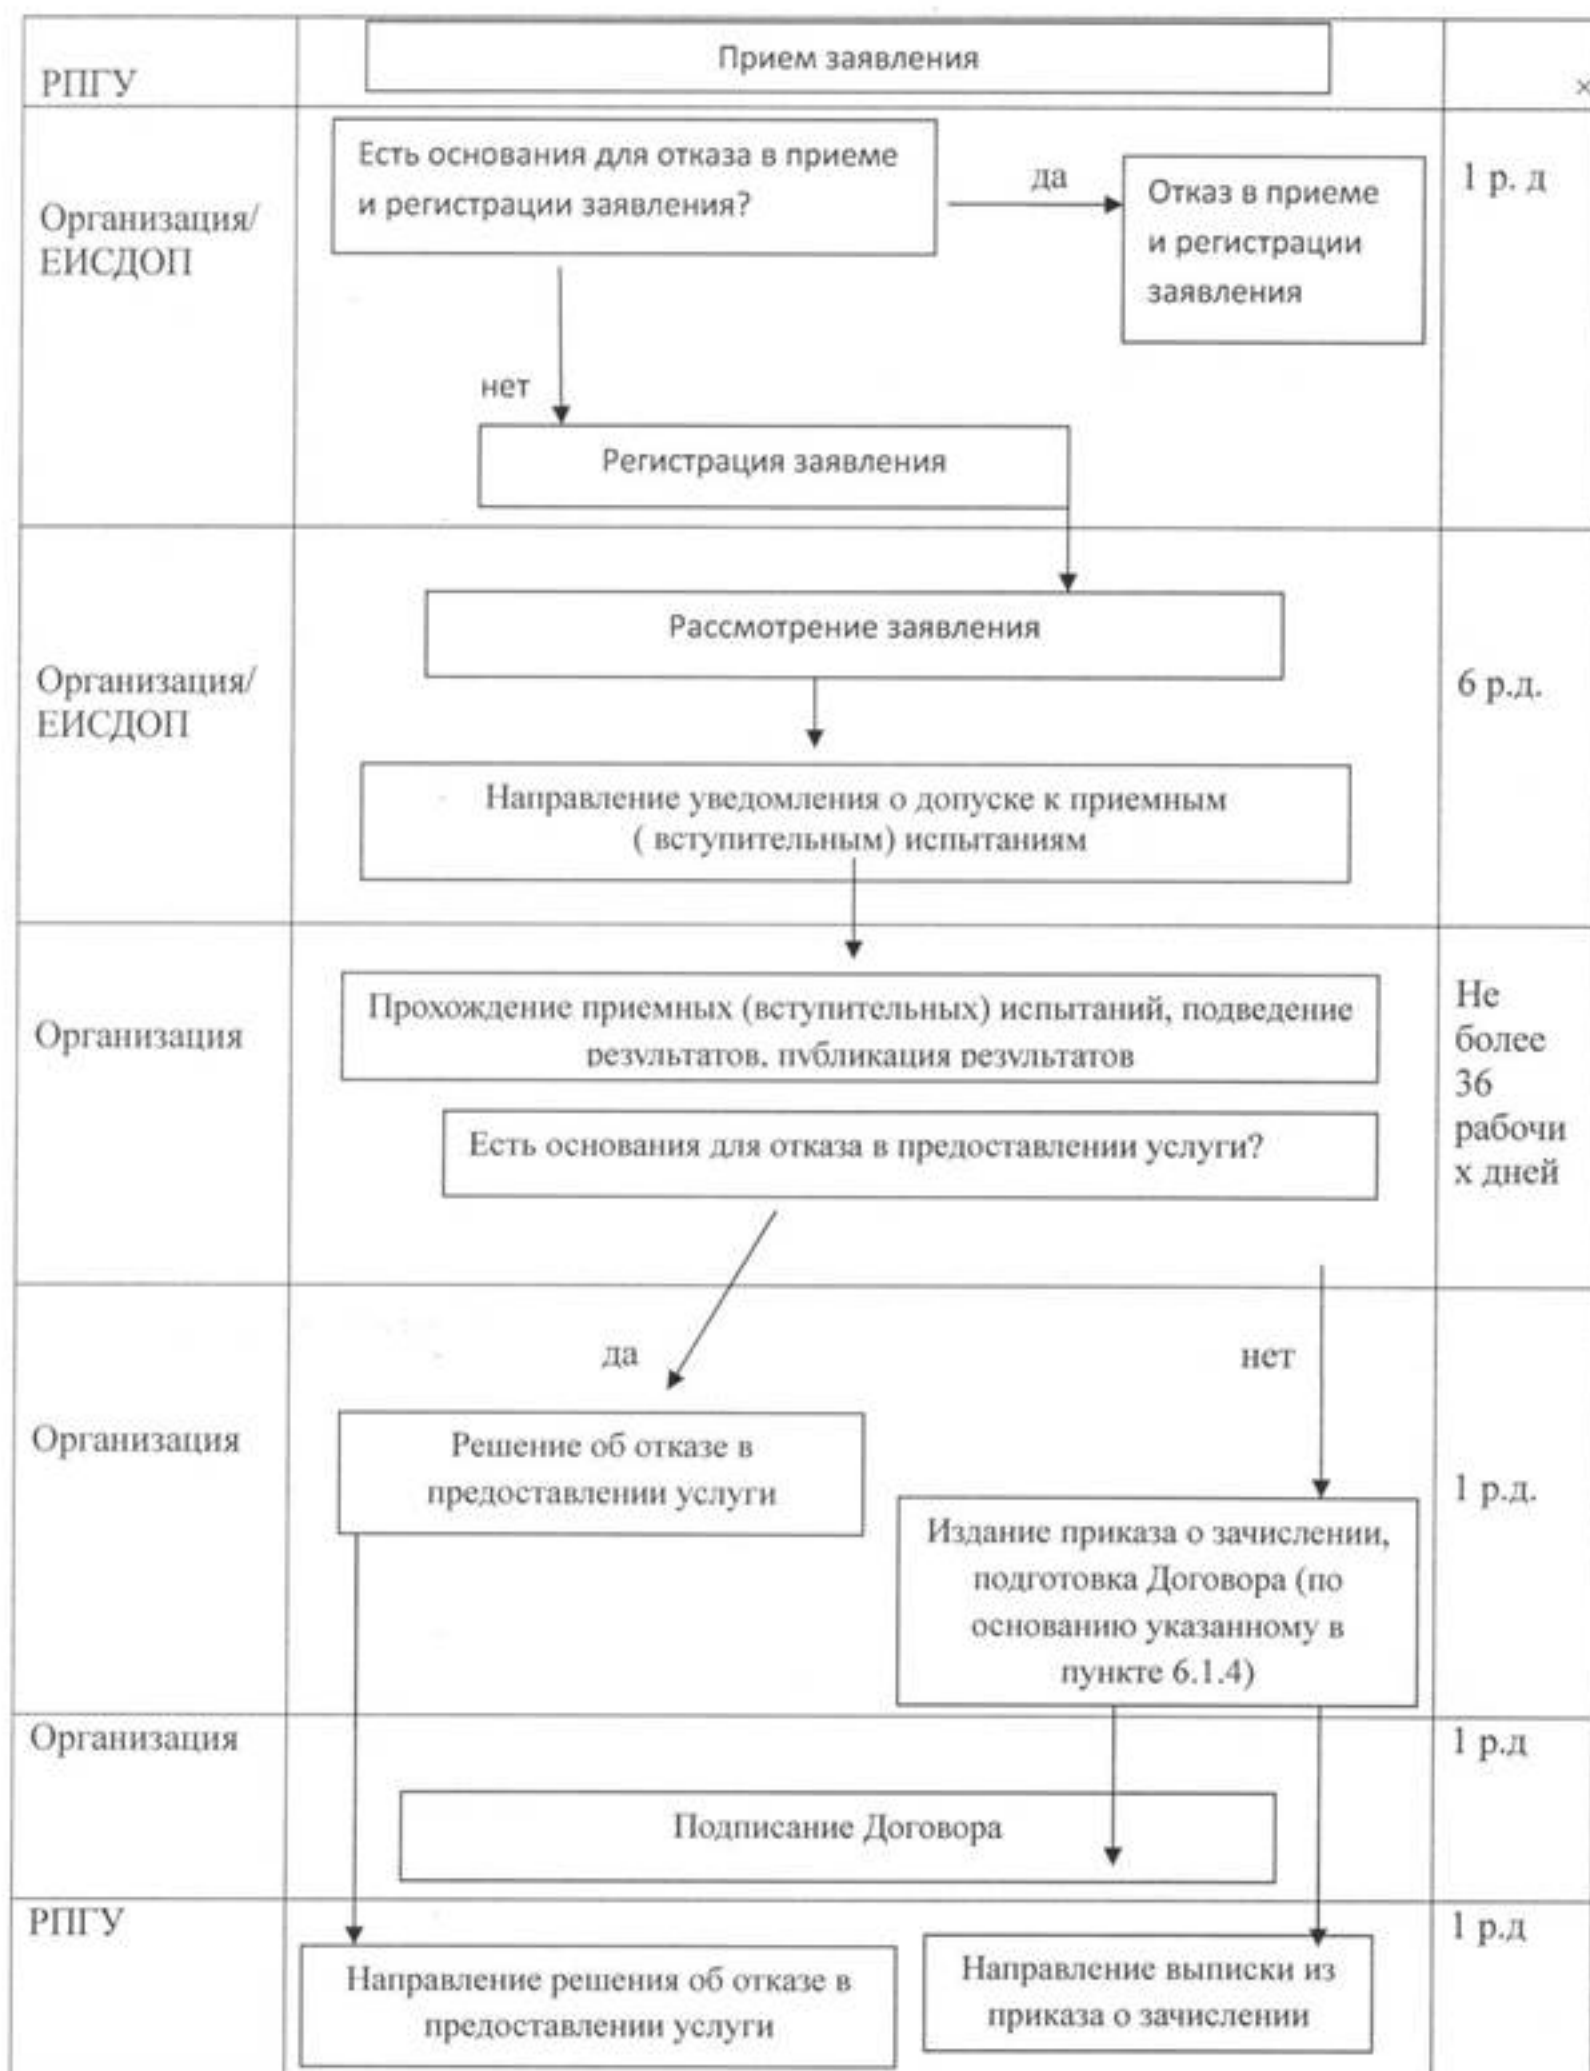 РПГУ
Прием заявления
×
Организация/
ЕИСДОП
Есть основания для отказа в приеме
и регистрации заявления?
да
Отказ в приеме
и регистрации
заявления
1 р. д
нет
Регистрация заявления
Организация/
ЕИСДОП
Рассмотрение заявления
6 р.д.
Направление уведомления о допуске к приемным
( вступительным) испытаниям
Организация
Прохождение приемных (вступительных) испытаний, подведение
результатов, публикация результатов
Не
более
36
рабочи
х дней
Есть основания для отказа в предоставлении услуги?
да
нет
Организация
Решение об отказе в
предоставлении услуги
1 р.д.
Издание приказа о зачислении,
подготовка Договора (по
основанию указанному в
пункте 6.1.4)
Организация
1 р.д
Подписание Договора
РПГУ
1 р.д
Направление решения об отказе в
предоставлении услуги
Направление выписки из
приказа о зачислении